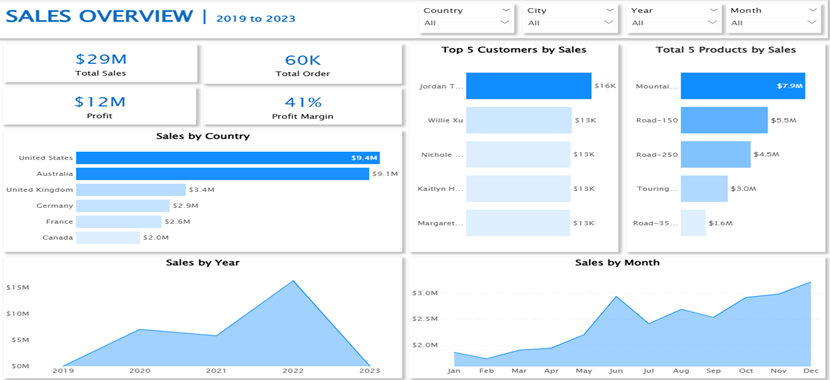 SALES OVERVIEW | 2019 to 2023
Country
All
City
All
Year
All
Month
All
$29M
Total Sales
60K
Total Order
$12M
Profit
41%
Profit Margin
Sales by Country
United States $9.4M
Australia $9.1M
United Kingdom $3.4M
Germany $2.9M
France $2.6M
Canada $2.0M
Top 5 Customers by Sales
Jordan T... $16K
Willie Xu $13K
Nichole ... $13K
Kaitlyn H... $13K
Margaret... $13K
Total 5 Products by Sales
Mountai... $7.9M
Road-150 $5.5M
Road-250 $4.5M
Touring... $3.0M
Road-35... $1.6M
Sales by Year
$15M
$10M
$5M
$0M
2019 2020 2021 2022 2023
Sales by Month
$3.0M
$2.5M
$2.0M
Jan Feb Mar Apr May Jun Jul Aug Sep Oct Nov Dec